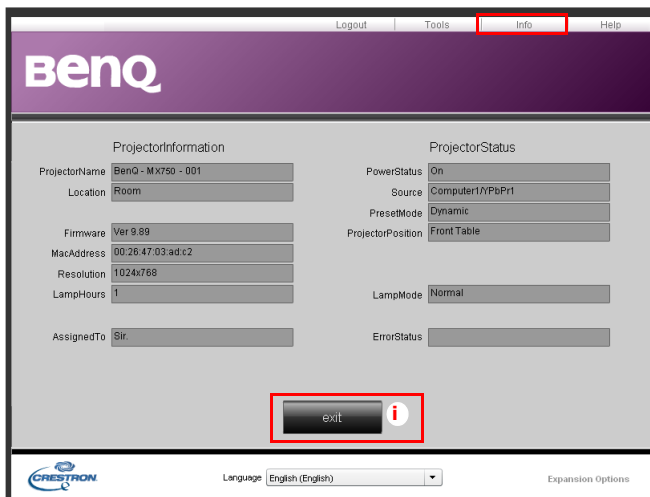 Logout Tools Info Help
BenQ
ProjectorInformation
ProjectorName BenQ - MX750 - 001
Location Room
Firmware Ver 9.89
MacAddress 00:26:47:03:ad:c2
Resolution 1024x768
LampHours 1
AssignedTo Sir.
ProjectorStatus
PowerStatus On
Source Computer1/YPbPr1
PresetMode Dynamic
ProjectorPosition Front Table
LampMode Normal
ErrorStatus
exit i
CRESTRON
Language English (English)
Expansion Options